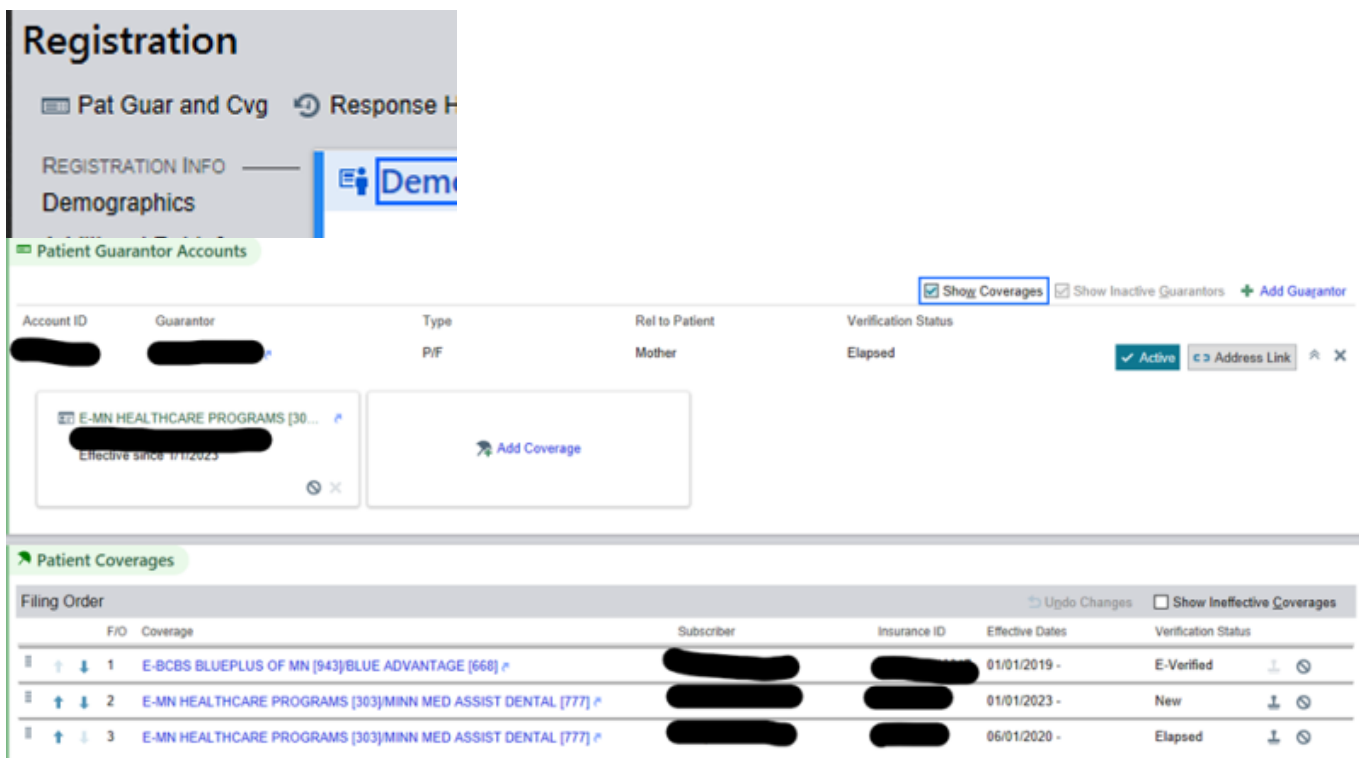 Registration
Pat Guar and Cvg Response H
REGISTRATION INFO
Demographics
Demo
Patient Guarantor Accounts
Show Coverages Show Inactive Guarantors Add Guarantor
Account ID Guarantor Type Rel to Patient Verification Status
P/F Mother Elapsed Active Address Link
E-MN HEALTHCARE PROGRAMS [30...
Effective since 1/1/2023
Add Coverage
Patient Coverages
Filing Order Undo Changes Show Ineffective Coverages
F/O Coverage Subscriber Insurance ID Effective Dates Verification Status
1 E-BCBS BLUEPLUS OF MN [943]/BLUE ADVANTAGE [668] 01/01/2019 - E-Verified
2 E-MN HEALTHCARE PROGRAMS [303]/MINN MED ASSIST DENTAL [777] 01/01/2023 - New
3 E-MN HEALTHCARE PROGRAMS [303]/MINN MED ASSIST DENTAL [777] 06/01/2020 - Elapsed